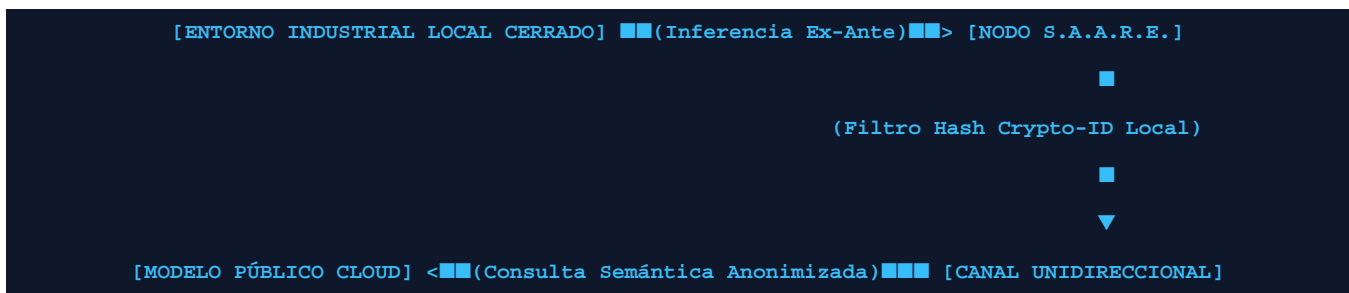 [ENTORNO INDUSTRIAL LOCAL CERRADO] ■■(Inferencia Ex-Ante)■■> [NODO S.A.A.R.E.]
■
(Filtro Hash Crypto-ID Local)
■
▼
[MODELO PÚBLICO CLOUD] <■■(Consulta Semántica Anonimizada)■■■ [CANAL UNIDIRECCIONAL]